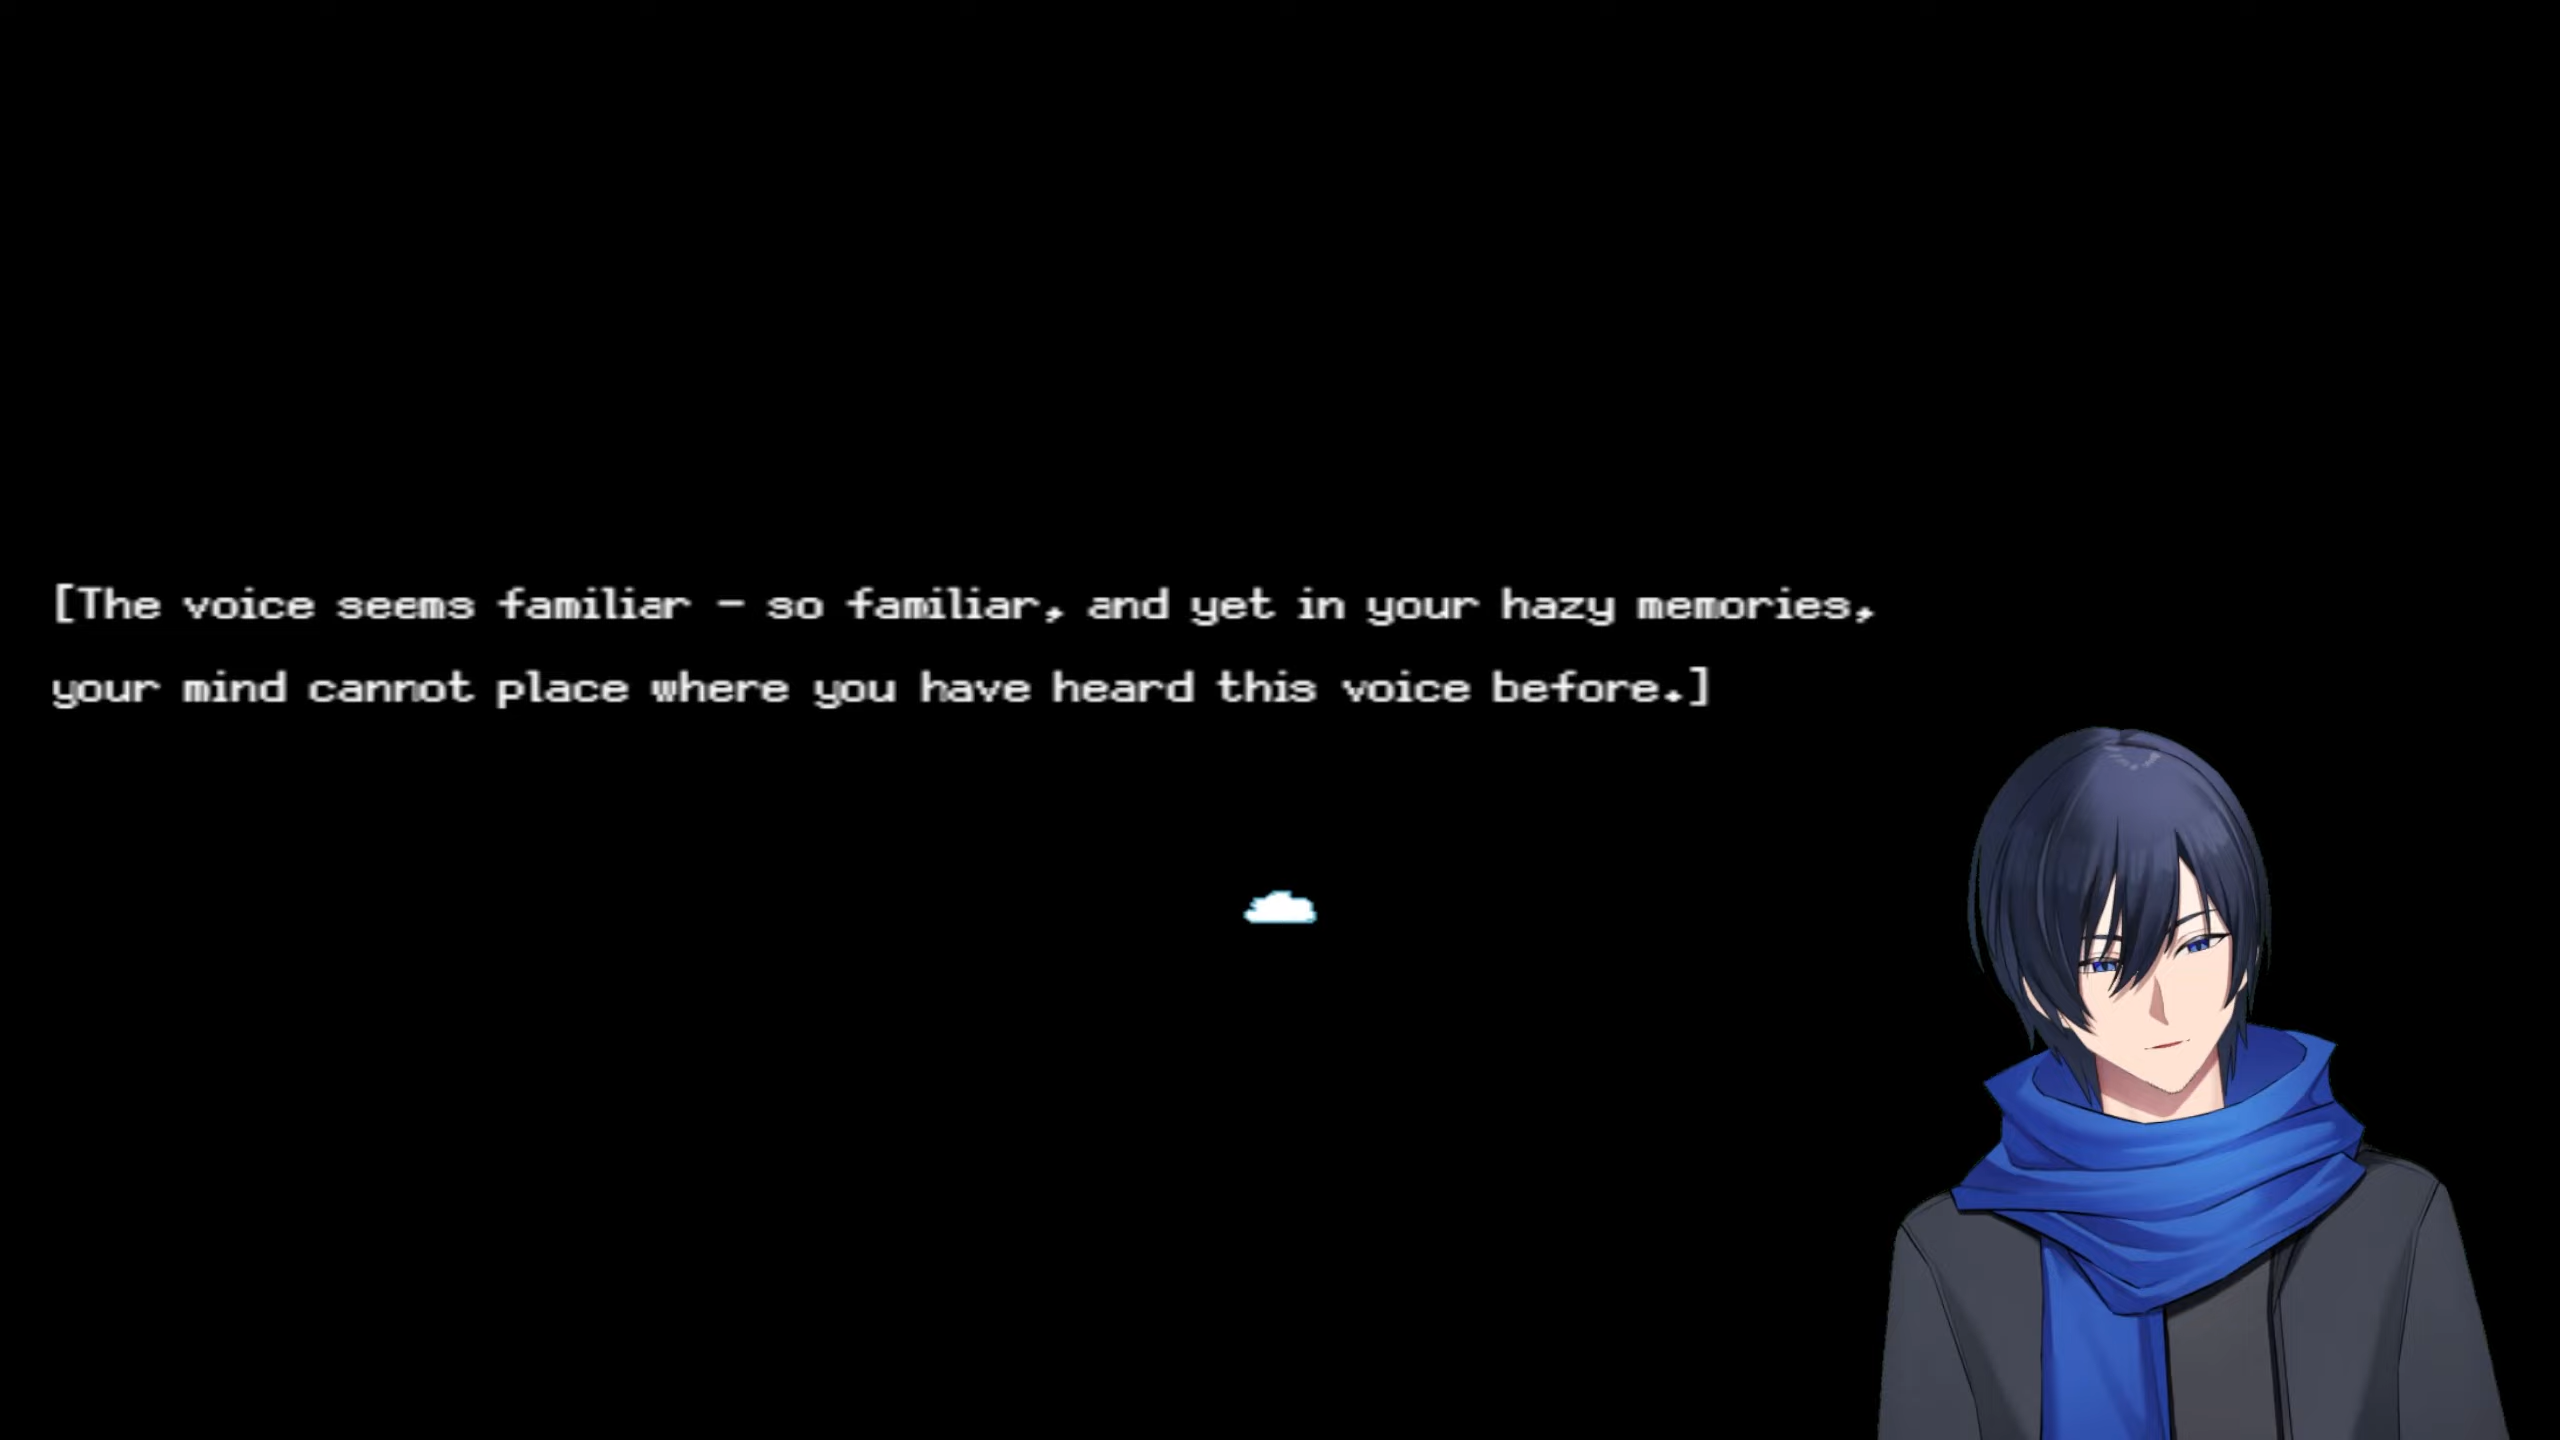 [The voice seems familiar - so familiar, and yet in your hazy memories,
your mind cannot place where you have heard this voice before.]